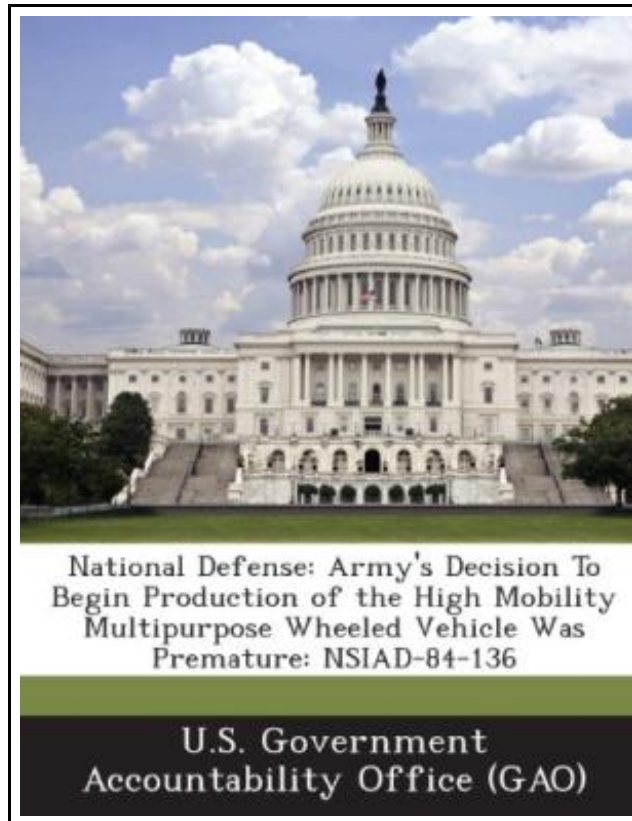 National Defense: Army's Decision To
Begin Production of the High Mobility
Multipurpose Wheeled Vehicle Was
Premature: NSIAD-84-136
U.S. Government
Accountability Office (GAO)